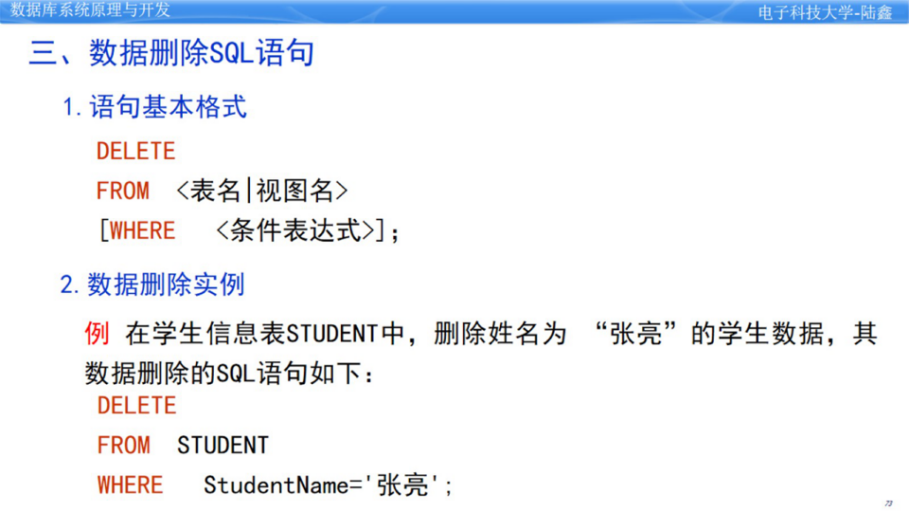 数据库系统原理与开发
电子科技大学-陆鑫
三、数据删除SQL语句
1.语句基本格式
DELETE
FROM <表名|视图名>
[WHERE <条件表达式>];
2.数据删除实例
例 在学生信息表STUDENT中，删除姓名为 “张亮”的学生数据，其
数据删除的SQL语句如下：
DELETE
FROM STUDENT
WHERE StudentName='张亮';